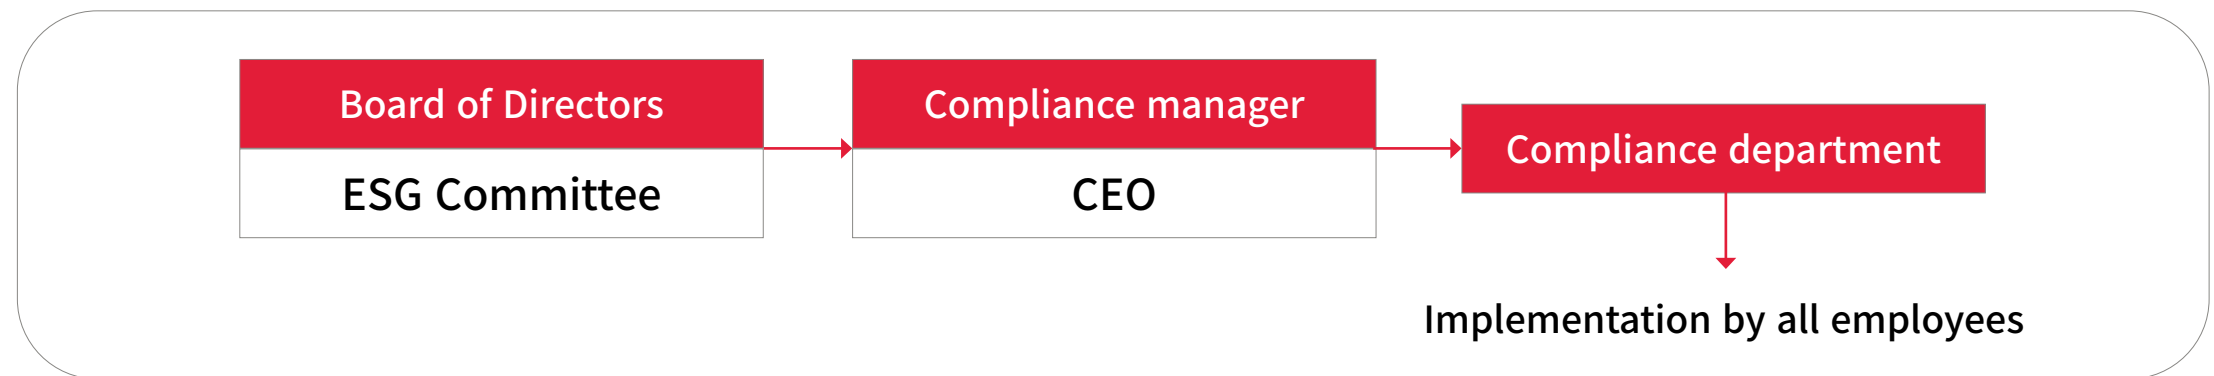 Board of Directors
ESG Committee
Compliance manager
CEO
Compliance department
Implementation by all employees